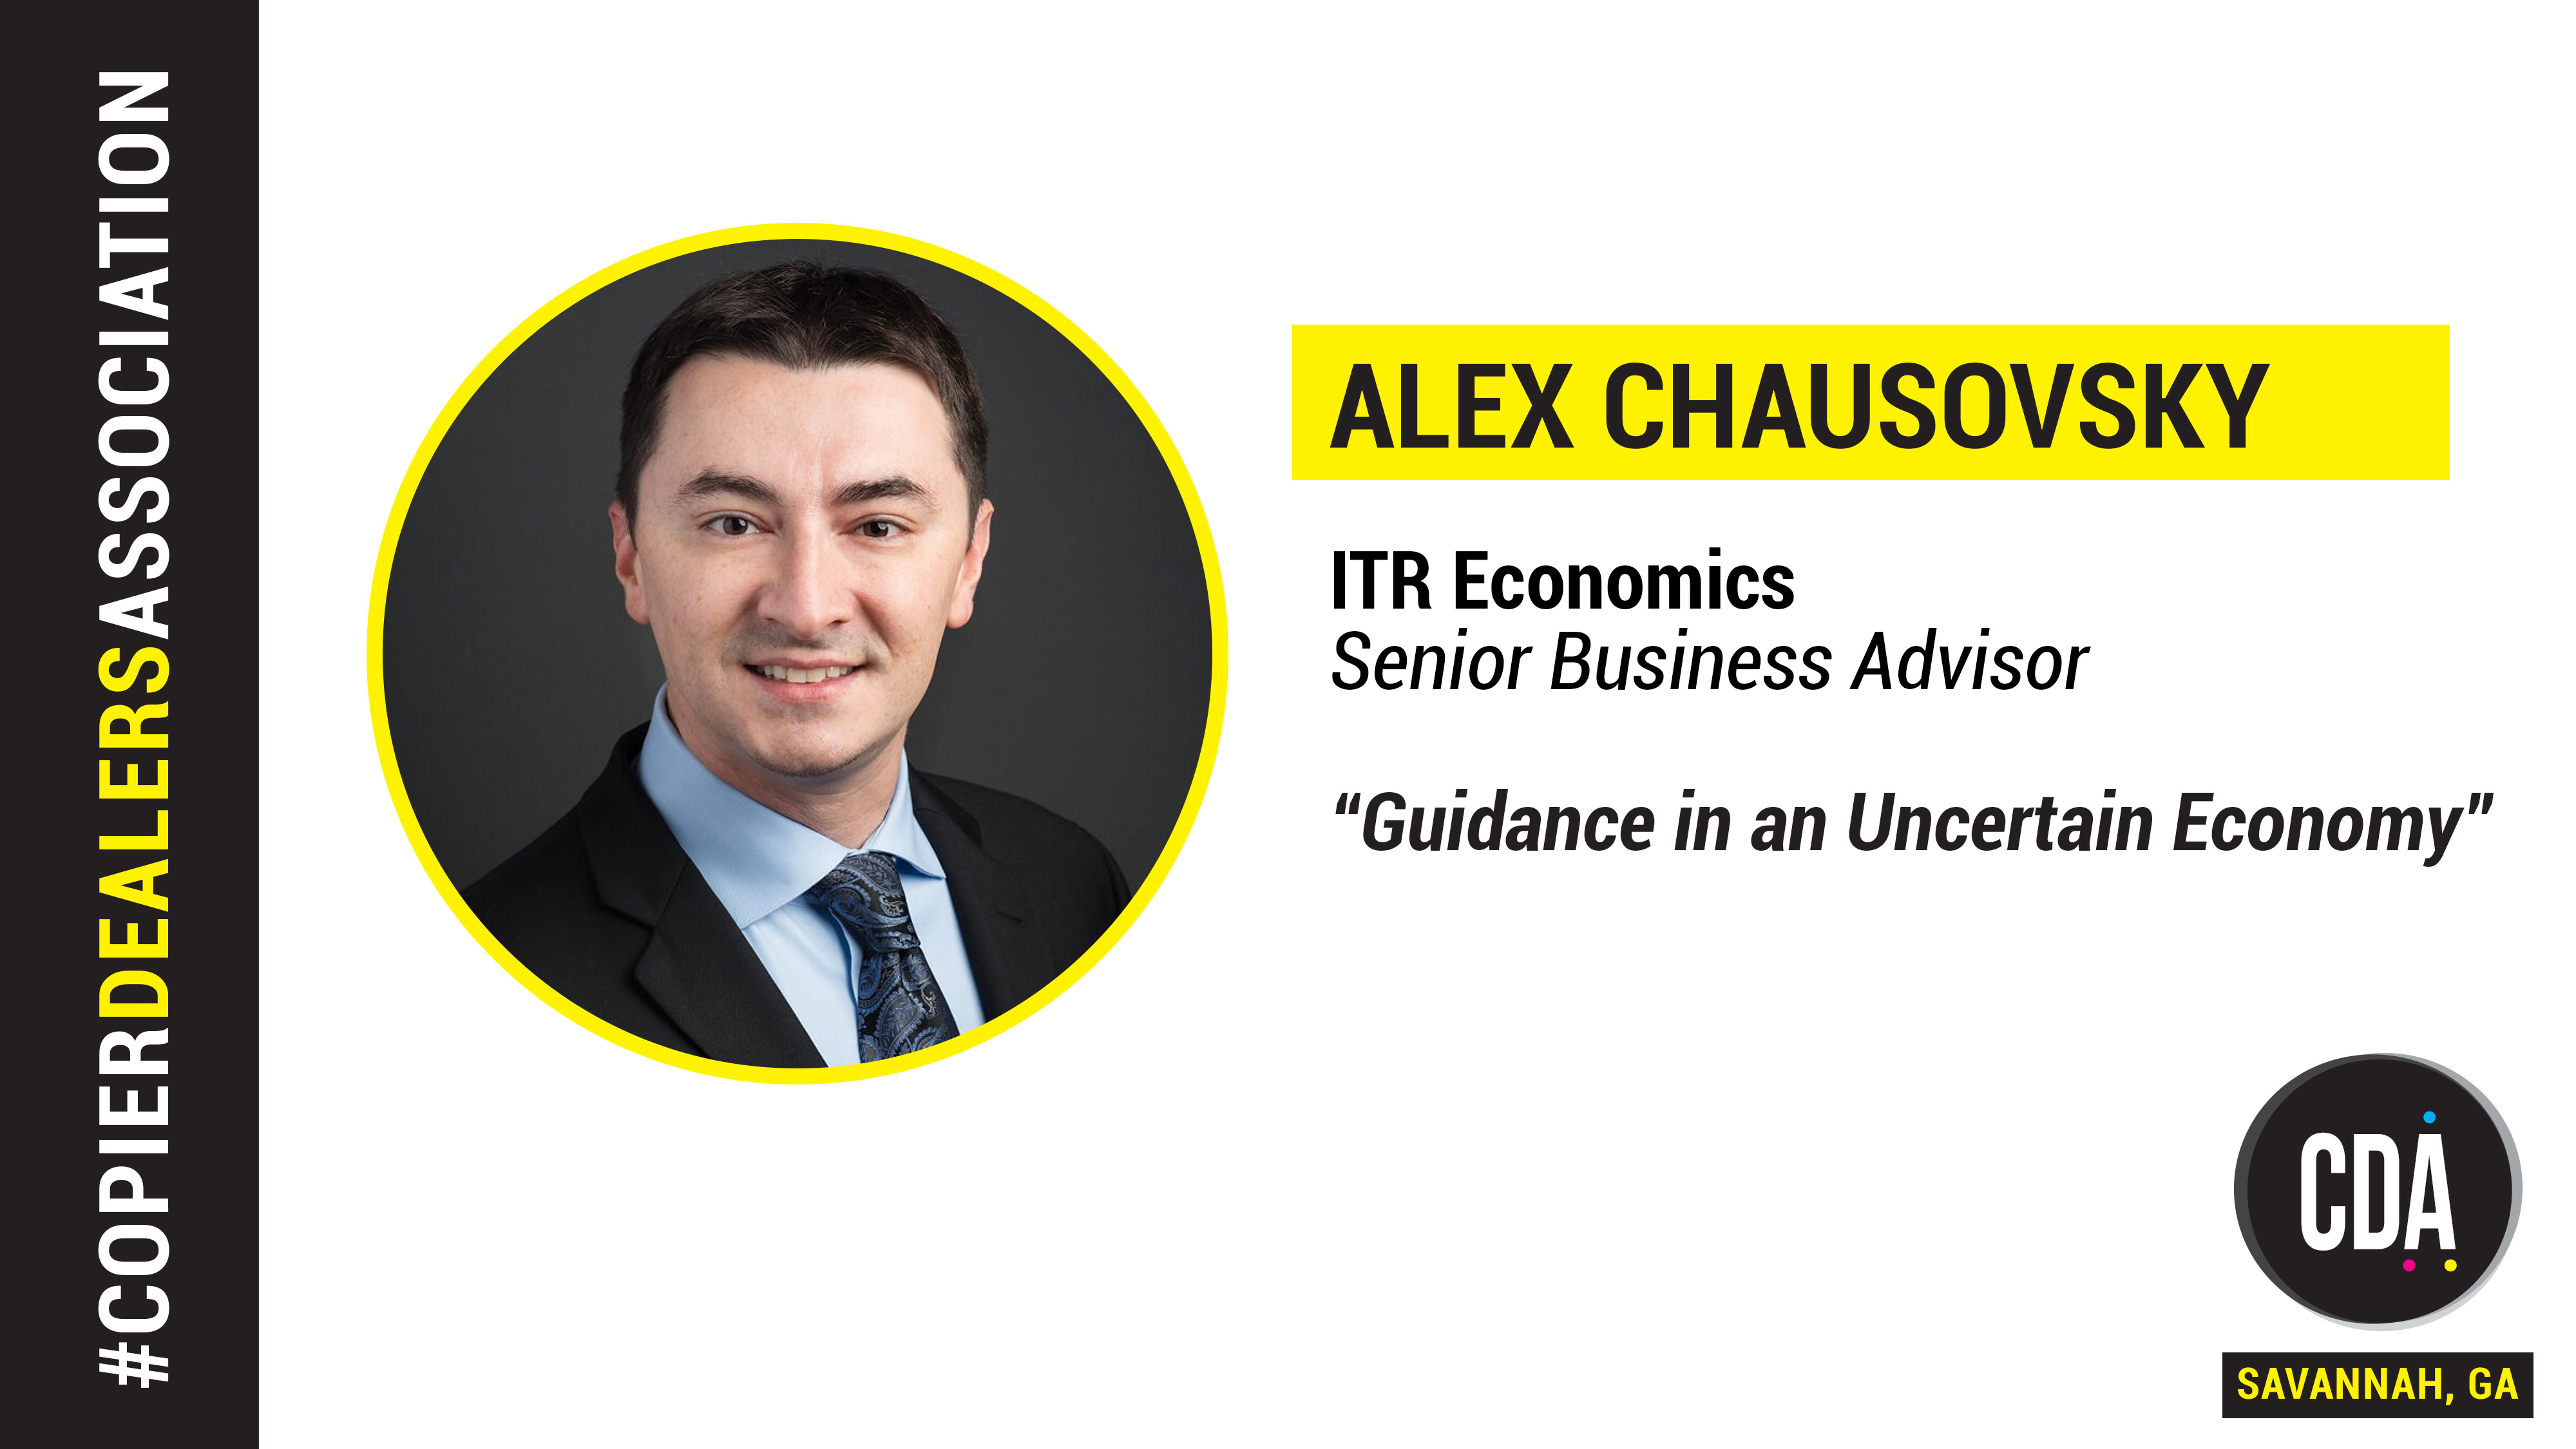 #COPIERDEALERSASSOCIATION
ALEX CHAUSOVSKY
ITR Economics
Senior Business Advisor
“Guidance in an Uncertain Economy”
CDA
SAVANNAH, GA